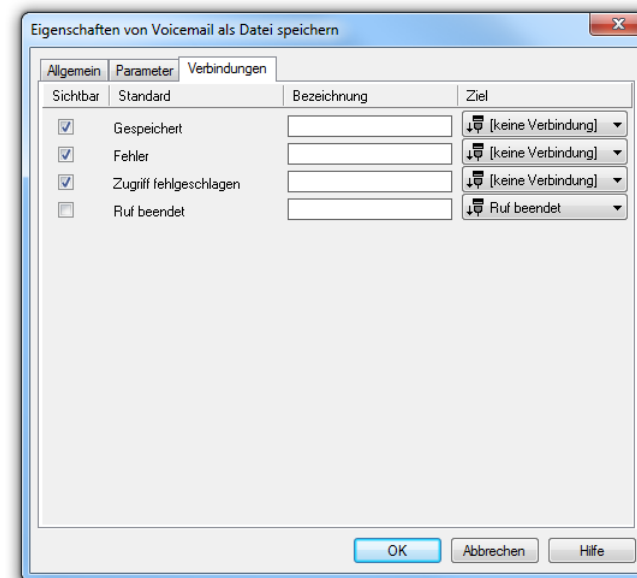 Eigenschaften von Voicemail als Datei speichern
Allgemein Parameter Verbindungen
Sichtbar Standard Bezeichnung Ziel
Gespeichert [keine Verbindung]
Fehler [keine Verbindung]
Zugriff fehlgeschlagen [keine Verbindung]
Ruf beendet Ruf beendet
OK Abbrechen Hilfe